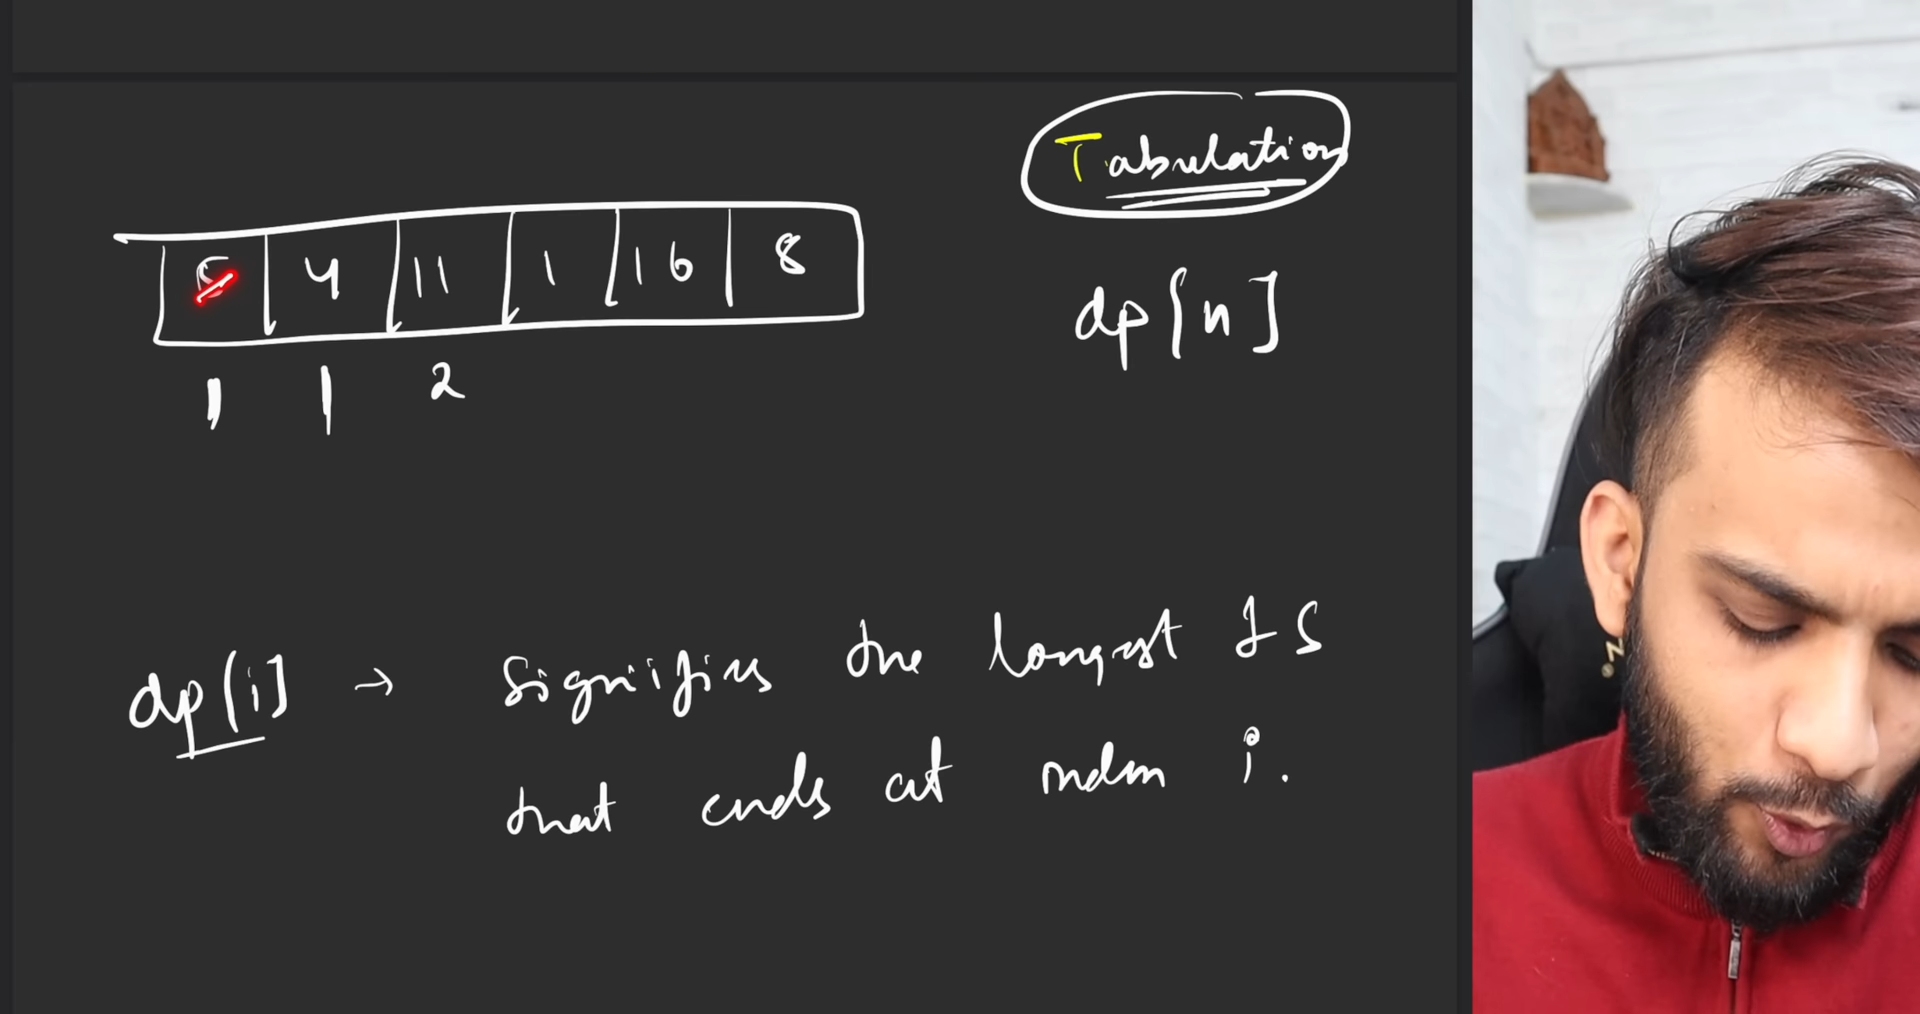 Tabulation
5 4 11 1 16 8
dp[n]
1 1 2
dp[i] → Signifies the longest IS
that ends at index i.